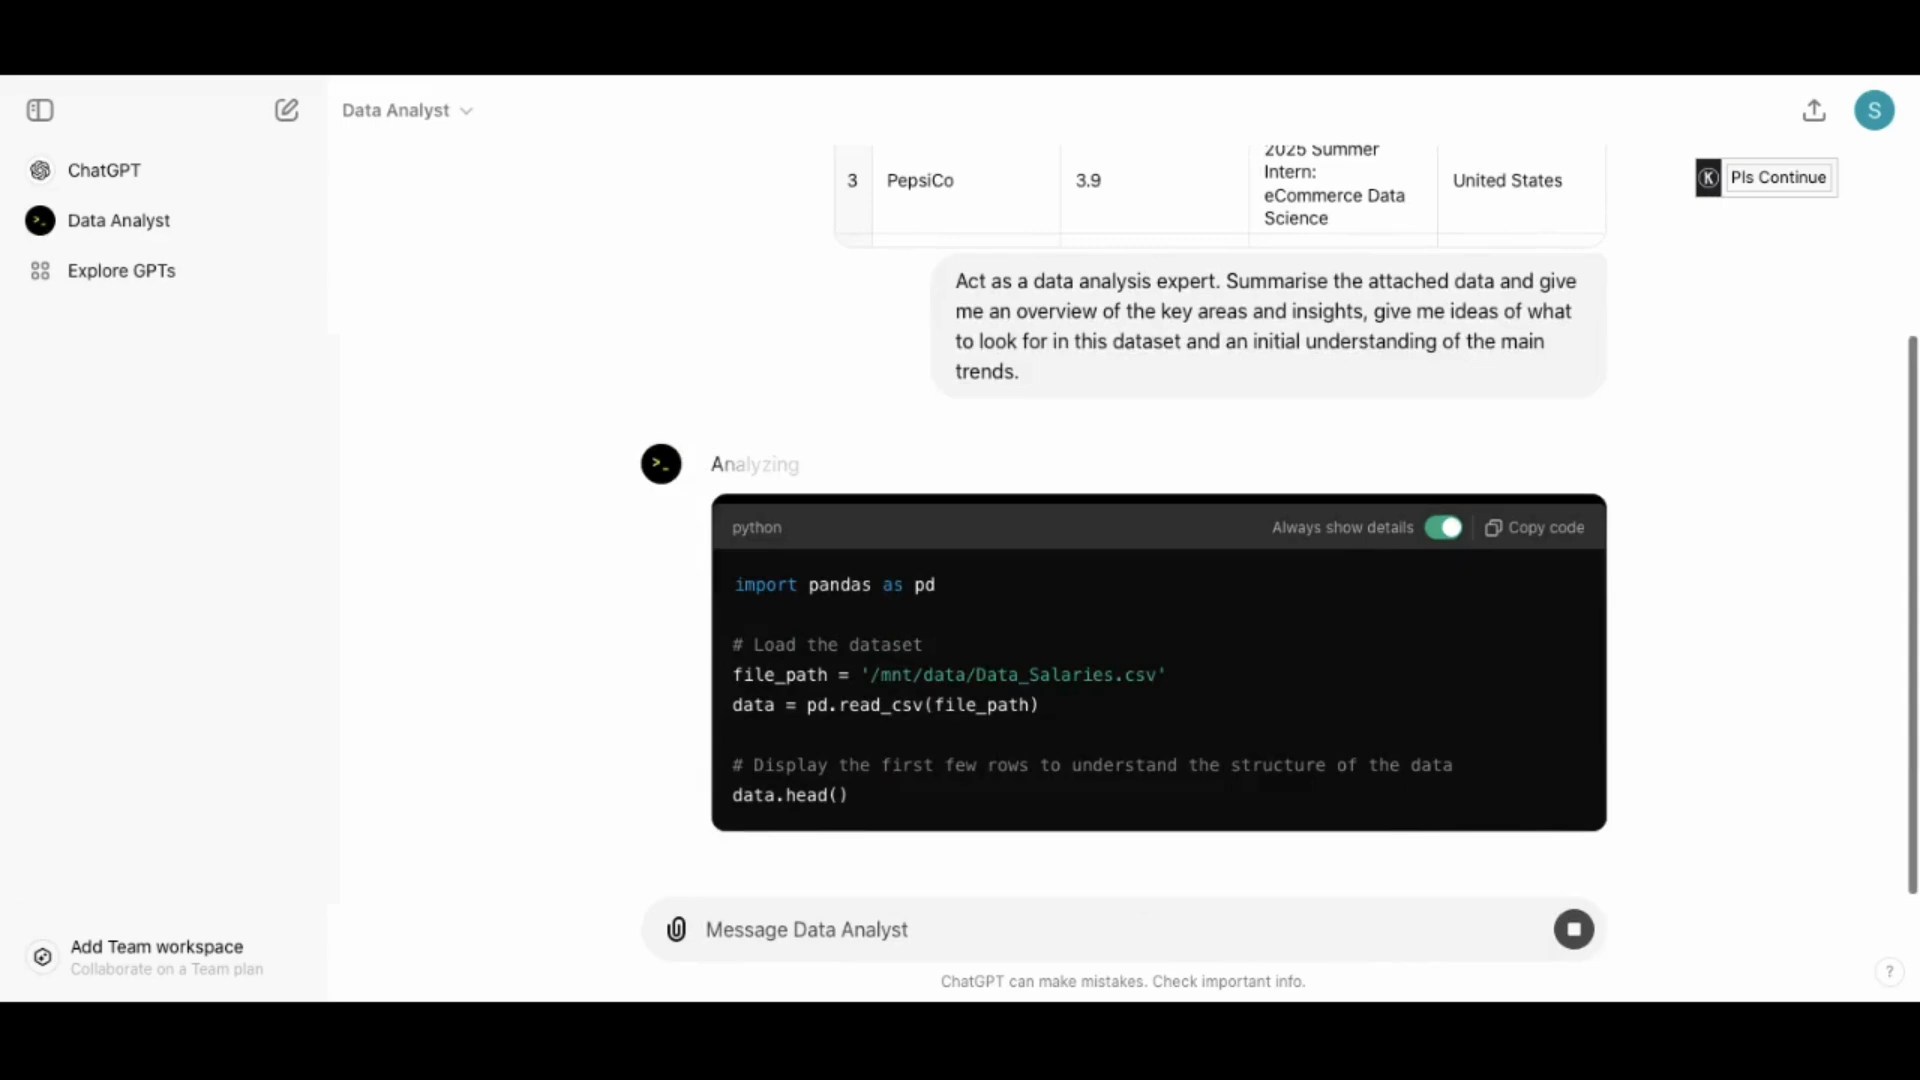 Data Analyst
S
ChatGPT
Data Analyst
Explore GPTs
3 PepsiCo 3.9 2025 Summer United States
Intern:
eCommerce Data
Science
K Pls Continue
Act as a data analysis expert. Summarise the attached data and give
me an overview of the key areas and insights, give me ideas of what
to look for in this dataset and an initial understanding of the main
trends.
>_ Analyzing
python Always show details Copy code
import pandas as pd
# Load the dataset
file_path = '/mnt/data/Data_Salaries.csv'
data = pd.read_csv(file_path)
# Display the first few rows to understand the structure of the data
data.head()
Message Data Analyst
Add Team workspace
Collaborate on a Team plan
ChatGPT can make mistakes. Check important info.
?